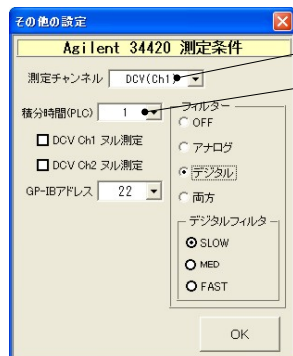 その他の設定
Agilent 34420 測定条件
測定チャンネル DCV(Ch1)
積分時間(PLC) 1
DCV Ch1 ヌル測定
DCV Ch2 ヌル測定
GP-IBアドレス 22
フィルター
OFF
アナログ
デジタル
両方
デジタルフィルタ
SLOW
MED
FAST
OK